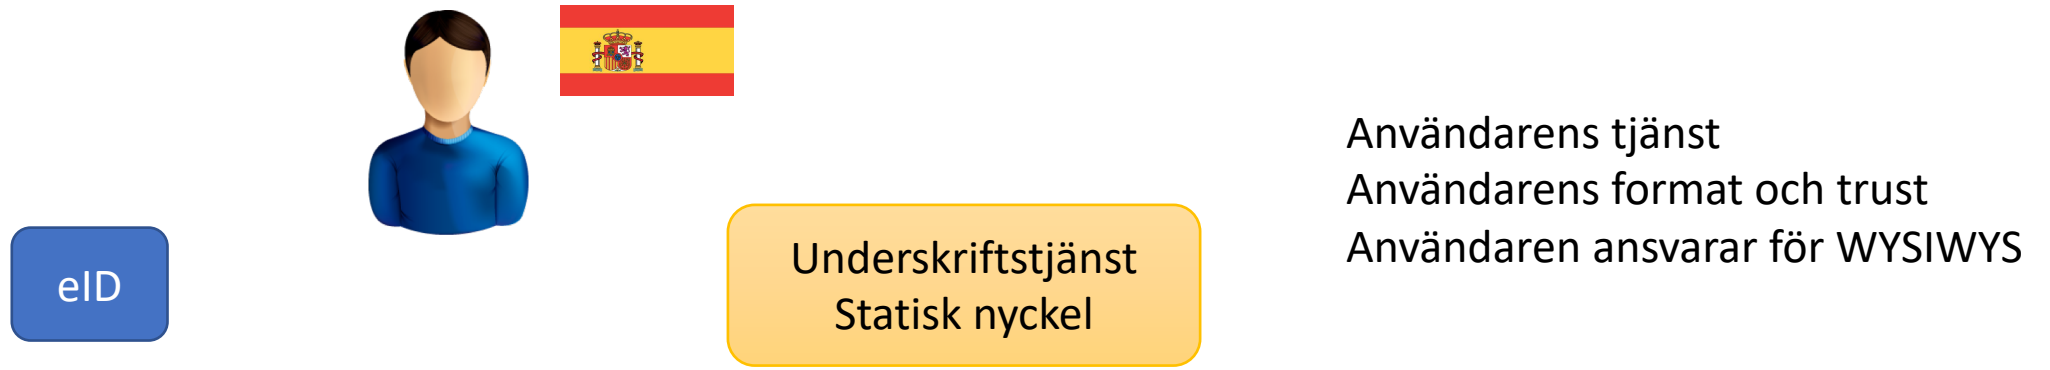 eID
Underskriftstjänst
Statisk nyckel
Användarens tjänst
Användarens format och trust
Användaren ansvarar för WYSIWYS